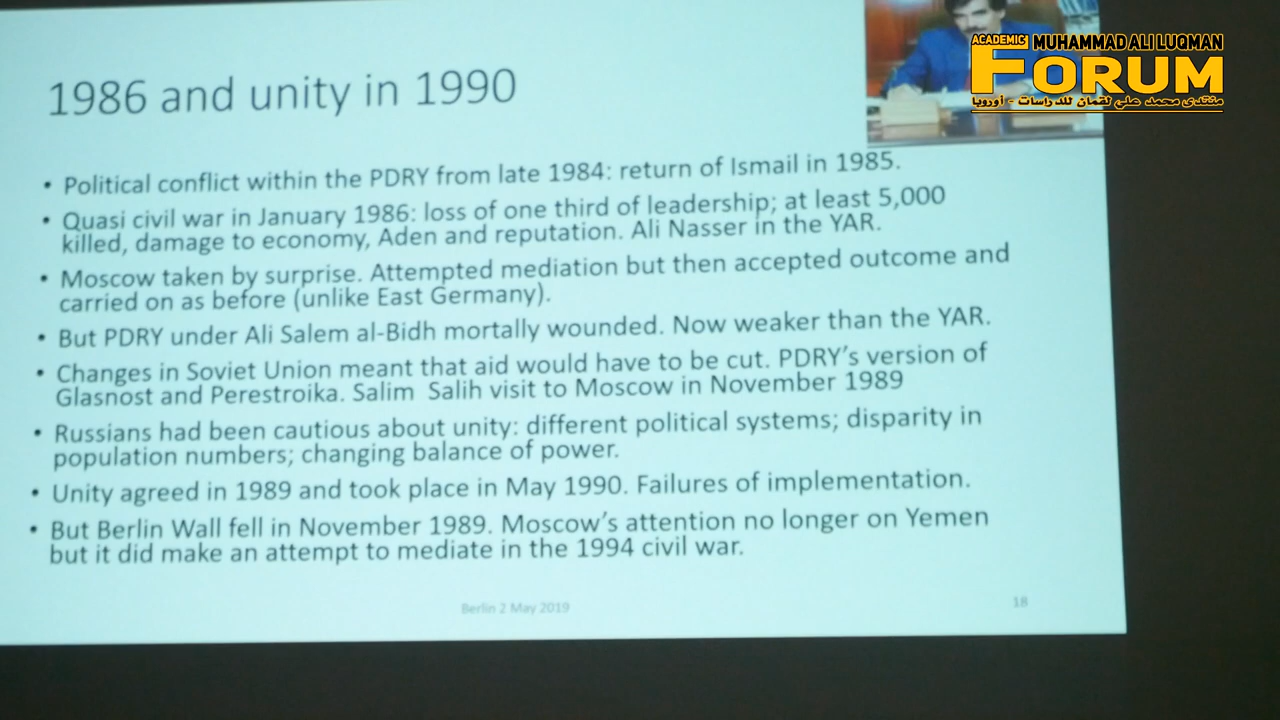 ACADEMIC MUHAMMAD ALI LUQMAN
FORUM
منتدى محمد علي لقمان للدراسات - أوروبا
1986 and unity in 1990
• Political conflict within the PDRY from late 1984: return of Ismail in 1985.
• Quasi civil war in January 1986: loss of one third of leadership; at least 5,000
killed, damage to economy, Aden and reputation. Ali Nasser in the YAR.
• Moscow taken by surprise. Attempted mediation but then accepted outcome and
carried on as before (unlike East Germany).
• But PDRY under Ali Salem al-Bidh mortally wounded. Now weaker than the YAR.
• Changes in Soviet Union meant that aid would have to be cut. PDRY’s version of
Glasnost and Perestroika. Salim Salih visit to Moscow in November 1989
• Russians had been cautious about unity: different political systems; disparity in
population numbers; changing balance of power.
• Unity agreed in 1989 and took place in May 1990. Failures of implementation.
• But Berlin Wall fell in November 1989. Moscow’s attention no longer on Yemen
but it did make an attempt to mediate in the 1994 civil war.
Berlin 2 May 2019
18